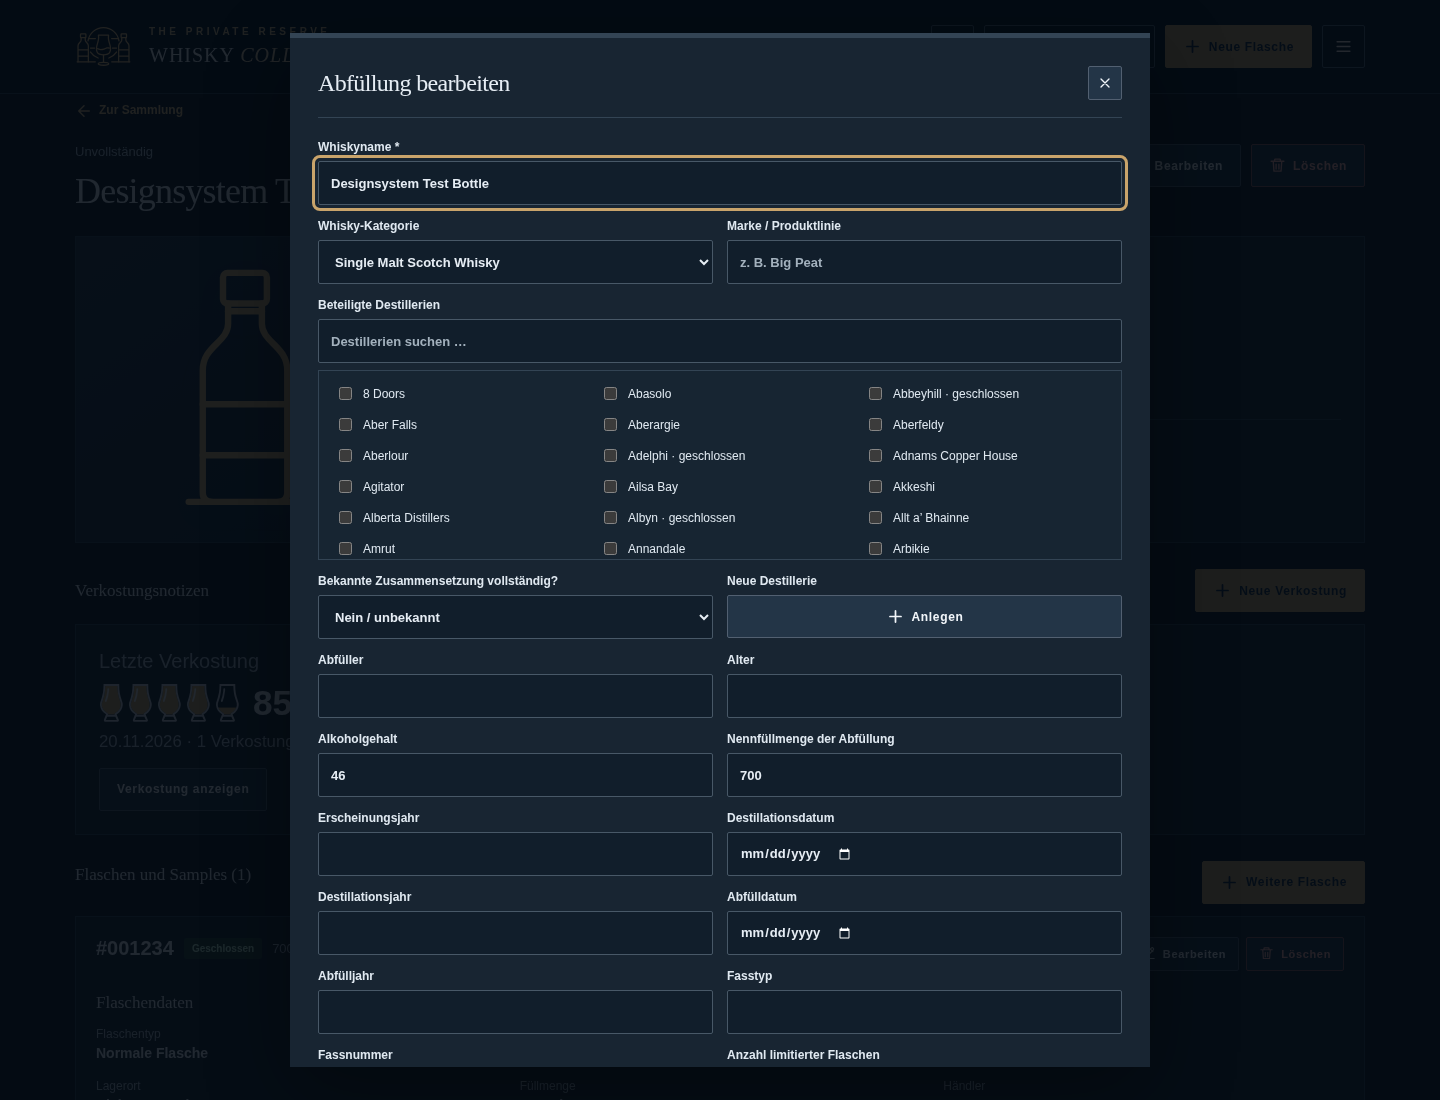 THE PRIVATE RESERVE
WHISKY COLL
Neue Flasche
Zur Sammlung
Unvollständig
Designsystem T
Bearbeiten
Löschen
Abfüllung bearbeiten
Whiskyname *
Designsystem Test Bottle
Whisky-Kategorie
Marke / Produktlinie
Single Malt Scotch Whisky
z. B. Big Peat
Beteiligte Destillerien
Destillerien suchen …
8 Doors
Abasolo
Abbeyhill · geschlossen
Aber Falls
Aberargie
Aberfeldy
Aberlour
Adelphi · geschlossen
Adnams Copper House
Agitator
Ailsa Bay
Akkeshi
Alberta Distillers
Albyn · geschlossen
Allt a’ Bhainne
Amrut
Annandale
Arbikie
Bekannte Zusammensetzung vollständig?
Neue Destillerie
Nein / unbekannt
Anlegen
Abfüller
Alter
Alkoholgehalt
Nennfüllmenge der Abfüllung
46
700
Erscheinungsjahr
Destillationsdatum
mm/dd/yyyy
Destillationsjahr
Abfülldatum
mm/dd/yyyy
Abfülljahr
Fasstyp
Fassnummer
Anzahl limitierter Flaschen
Verkostungsnotizen
Neue Verkostung
Letzte Verkostung
85
20.11.2026 · 1 Verkostung
Verkostung anzeigen
Flaschen und Samples (1)
Weitere Flasche
#001234
Geschlossen
700
Bearbeiten
Löschen
Flaschendaten
Flaschentyp
Normale Flasche
Lagerort
Füllmenge
Händler